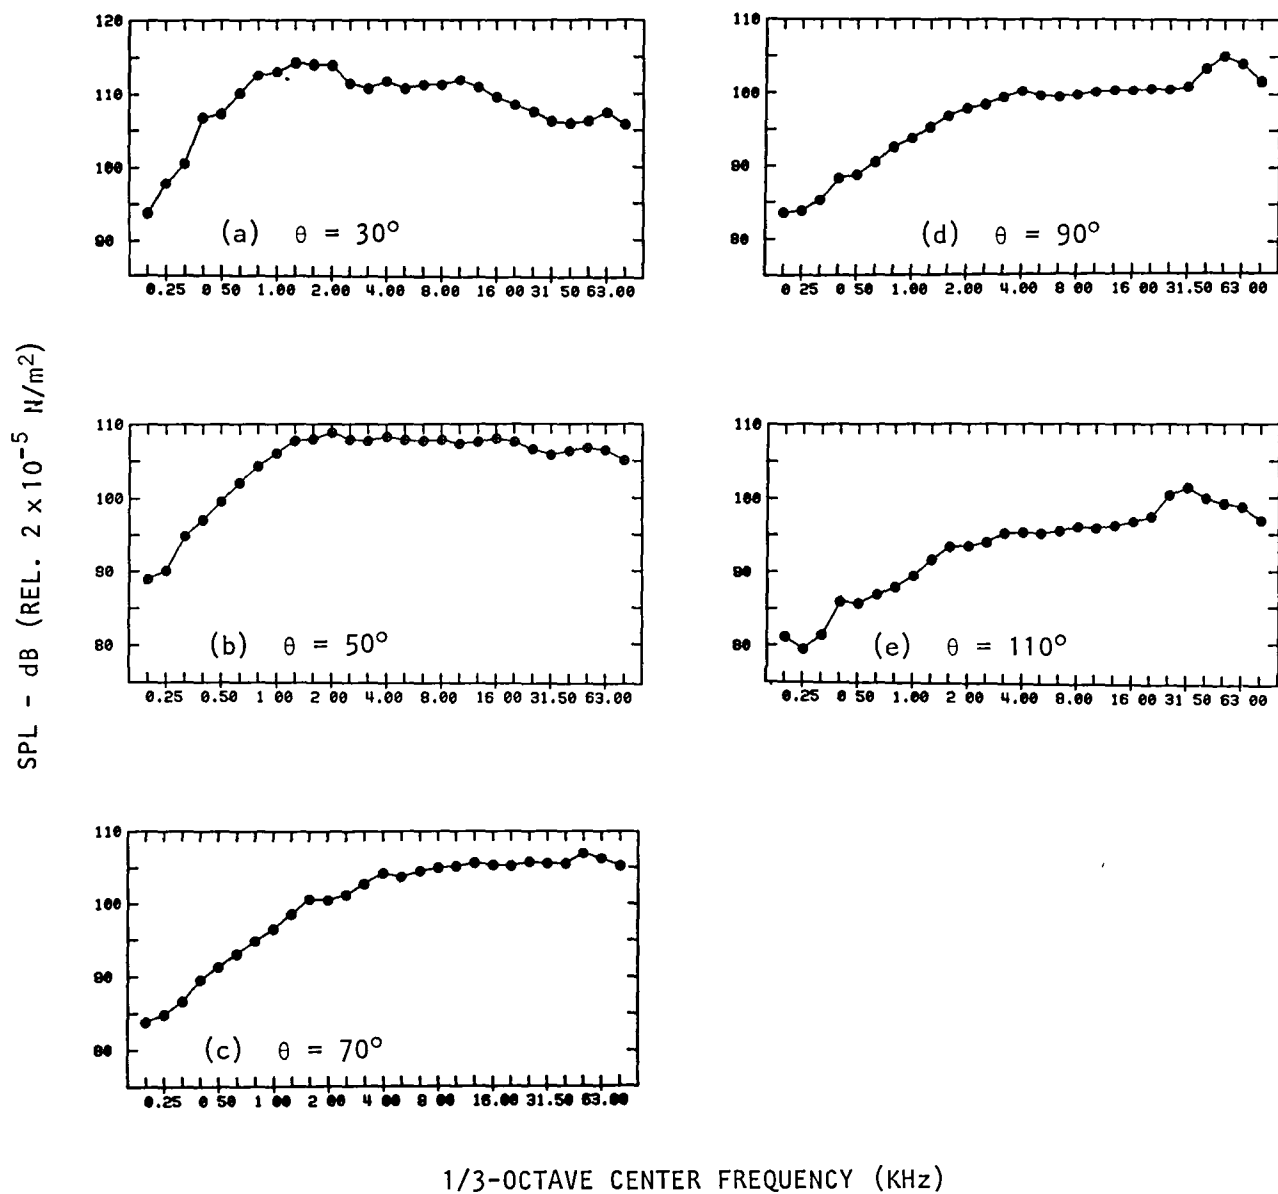 120
110
100
90
(a) θ = 30°
0.25 0 50 1.00 2.00 4.00 8.00 16 00 31 50 63.00
110
100
90
80
(d) θ = 90°
0 25 0 50 1.00 2.00 4 00 8.00 16 00 31.50 63 00
SPL - dB (REL. 2 x 10⁻⁵ N/m²)
110
100
90
80
(b) θ = 50°
0.25 0.50 1 00 2 00 4.00 8.00 16 00 31.50 63.00
110
100
90
80
(e) θ = 110°
0.25 0 50 1.00 2 00 4.00 8.00 16 00 31 50 63 00
110
100
90
80
(c) θ = 70°
0.25 0 50 1 00 2 00 4 00 8 00 16.00 31.50 63.00
1/3-OCTAVE CENTER FREQUENCY (KHz)